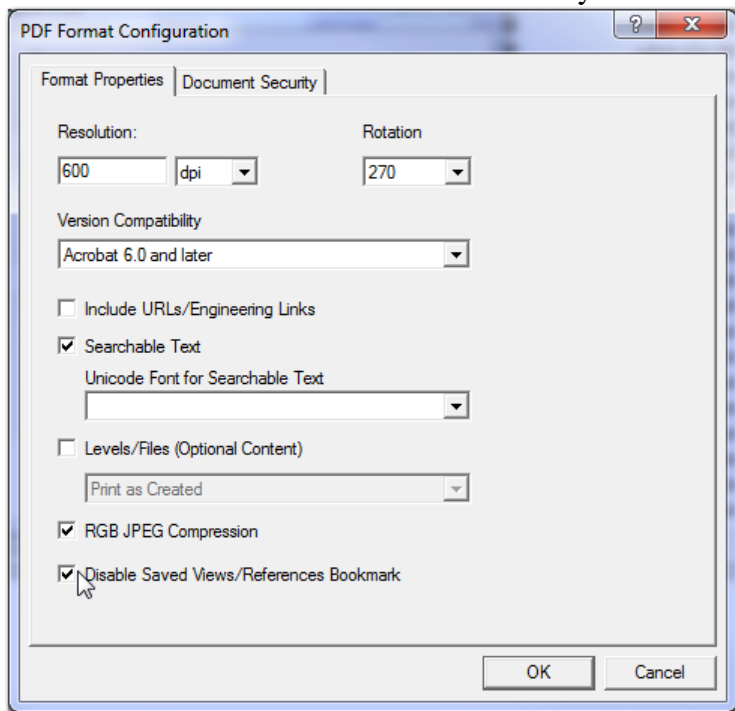 PDF Format Configuration
Format Properties Document Security
Resolution: Rotation
600 dpi 270
Version Compatibility
Acrobat 6.0 and later
Include URLs/Engineering Links
Searchable Text
Unicode Font for Searchable Text
Levels/Files (Optional Content)
Print as Created
RGB JPEG Compression
Disable Saved Views/References Bookmark
OK Cancel